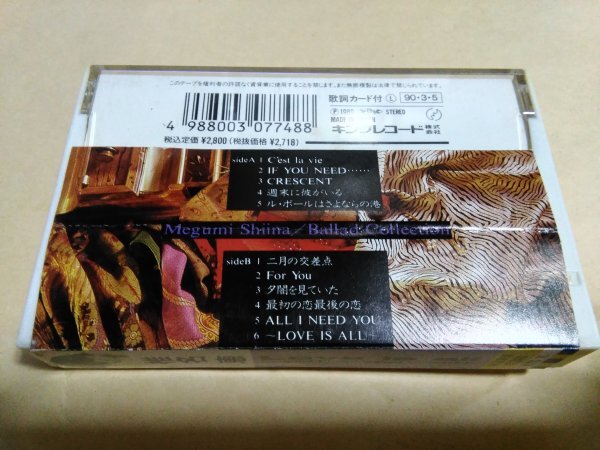 このテープを権利者の許諾なく賃貸業に使用することを禁じます。また無断複製は法律で禁じられています。
歌詞カード付 Ⓛ 90・3・5
STEREO
MADE IN JAPAN
キングレコード 株式会社
4 988003 077488
税込定価¥2,800(税抜価格¥2,718)
sideA 1 C'est la vie
2 IF YOU NEED……
3 CRESCENT
4 週末に彼がいる
5 ル・ポールはさよならの港
Megumi Shiina／Ballad Collection
sideB 1 二月の交差点
2 For You
3 夕闇を見ていた
4 最初の恋最後の恋
5 ALL I NEED YOU
6 〜LOVE IS ALL〜